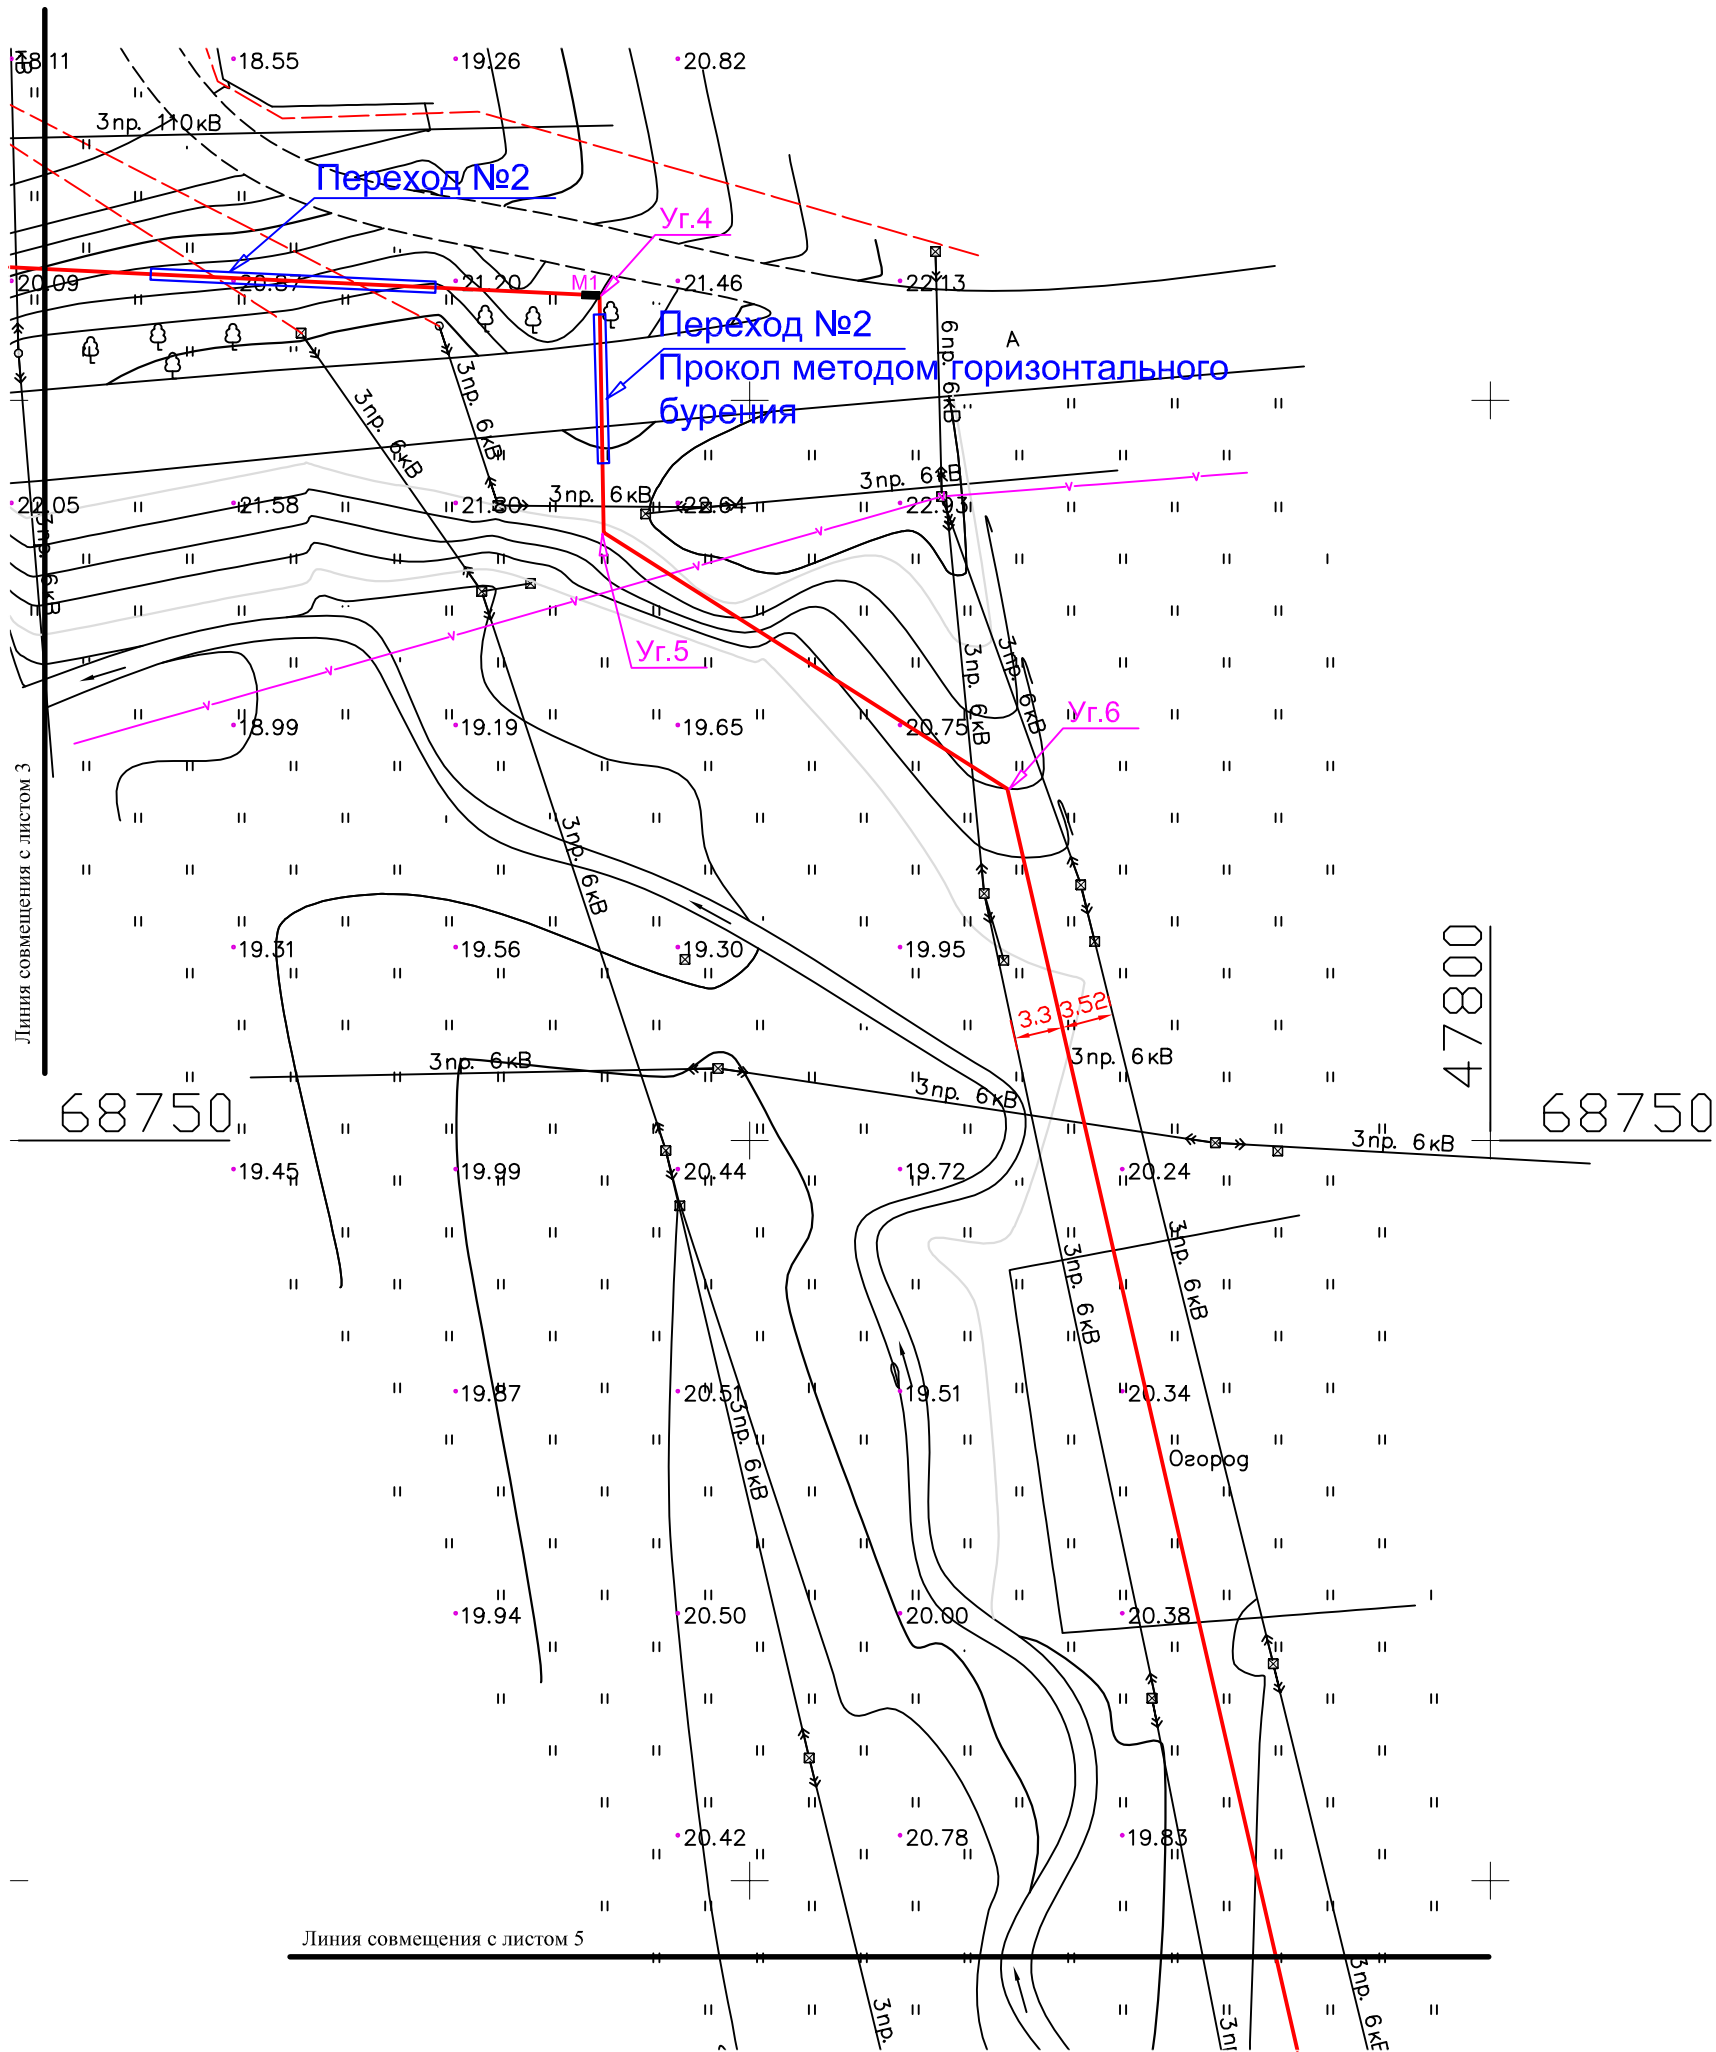 18.11
18.55
19.26
20.82
3пр. 110кВ
Переход №2
Уг.4
20.09
20.87
21.20
М1
21.46
22.13
6пр. 6кВ
А
Переход №2
Прокол методом горизонтального
бурения
3пр. 6кВ
3пр. 6кВ
3пр. 6кВ
3пр. 6кВ
22.05
21.58
21.80
22.64
22.93
3пр. 6кВ
Уг.5
3пр. 6кВ
3пр. 6кВ
18.99
19.19
19.65
20.75
Уг.6
Линия совмещения с листом 3
3пр. 6кВ
19.31
19.56
19.30
19.95
47800
3,3
3,52
3пр. 6кВ
3пр. 6кВ
3пр. 6кВ
68750
68750
3пр. 6кВ
19.45
19.99
20.44
19.72
20.24
3пр. 6кВ
3пр. 6кВ
19.87
20.51
19.51
20.34
3пр. 6кВ
Огород
19.94
20.50
20.00
20.38
20.42
20.78
19.83
Линия совмещения с листом 5
3пр.
3пр. 6кВ